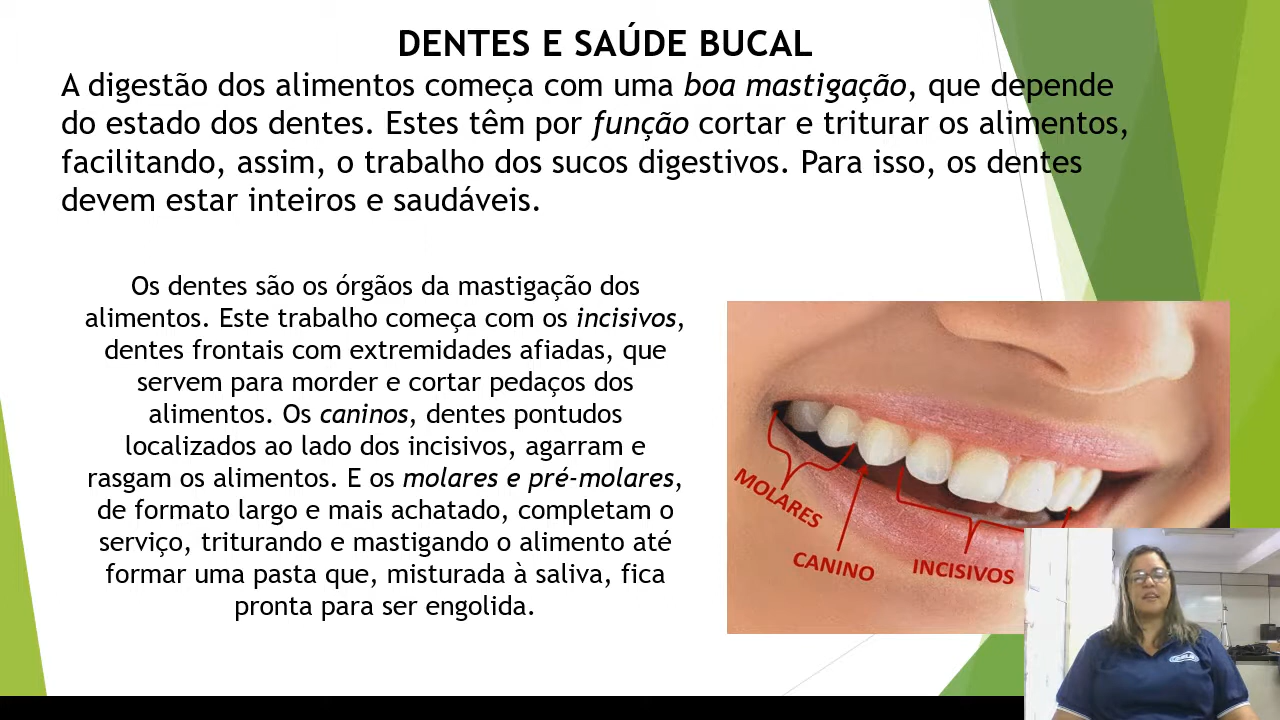 DENTES E SAÚDE BUCAL
A digestão dos alimentos começa com uma boa mastigação, que depende
do estado dos dentes. Estes têm por função cortar e triturar os alimentos,
facilitando, assim, o trabalho dos sucos digestivos. Para isso, os dentes
devem estar inteiros e saudáveis.
Os dentes são os órgãos da mastigação dos
alimentos. Este trabalho começa com os incisivos,
dentes frontais com extremidades afiadas, que
servem para morder e cortar pedaços dos
alimentos. Os caninos, dentes pontudos
localizados ao lado dos incisivos, agarram e
rasgam os alimentos. E os molares e pré-molares,
de formato largo e mais achatado, completam o
serviço, triturando e mastigando o alimento até
formar uma pasta que, misturada à saliva, fica
pronta para ser engolida.
MOLARES
CANINO
INCISIVOS